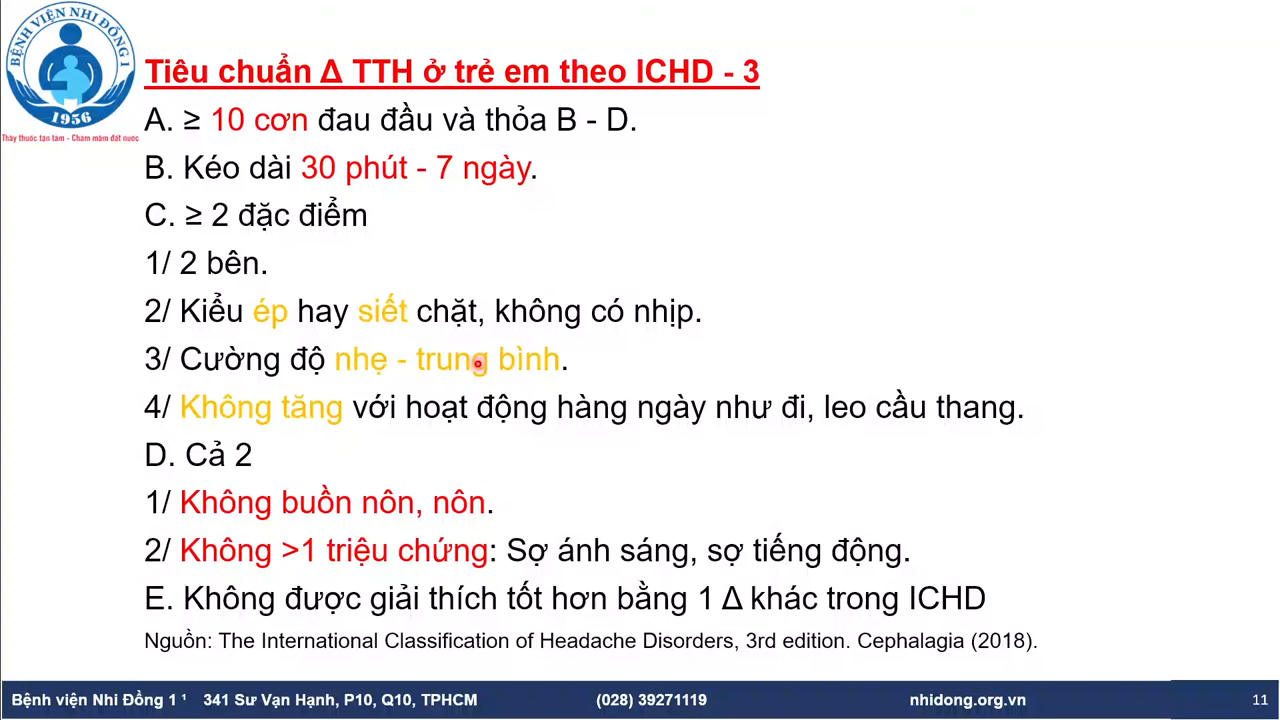 BỆNH VIỆN NHI ĐỒNG 1
1956
Thầy thuốc tận tâm - Chăm mầm đất nước
Tiêu chuẩn Δ TTH ở trẻ em theo ICHD - 3
A. ≥ 10 cơn đau đầu và thỏa B - D.
B. Kéo dài 30 phút - 7 ngày.
C. ≥ 2 đặc điểm
1/ 2 bên.
2/ Kiểu ép hay siết chặt, không có nhịp.
3/ Cường độ nhẹ - trung bình.
4/ Không tăng với hoạt động hàng ngày như đi, leo cầu thang.
D. Cả 2
1/ Không buồn nôn, nôn.
2/ Không >1 triệu chứng: Sợ ánh sáng, sợ tiếng động.
E. Không được giải thích tốt hơn bằng 1 Δ khác trong ICHD
Nguồn: The International Classification of Headache Disorders, 3rd edition. Cephalagia (2018).
Bệnh viện Nhi Đồng 1 ¹ 341 Sư Vạn Hạnh, P10, Q10, TPHCM (028) 39271119 nhidong.org.vn 11